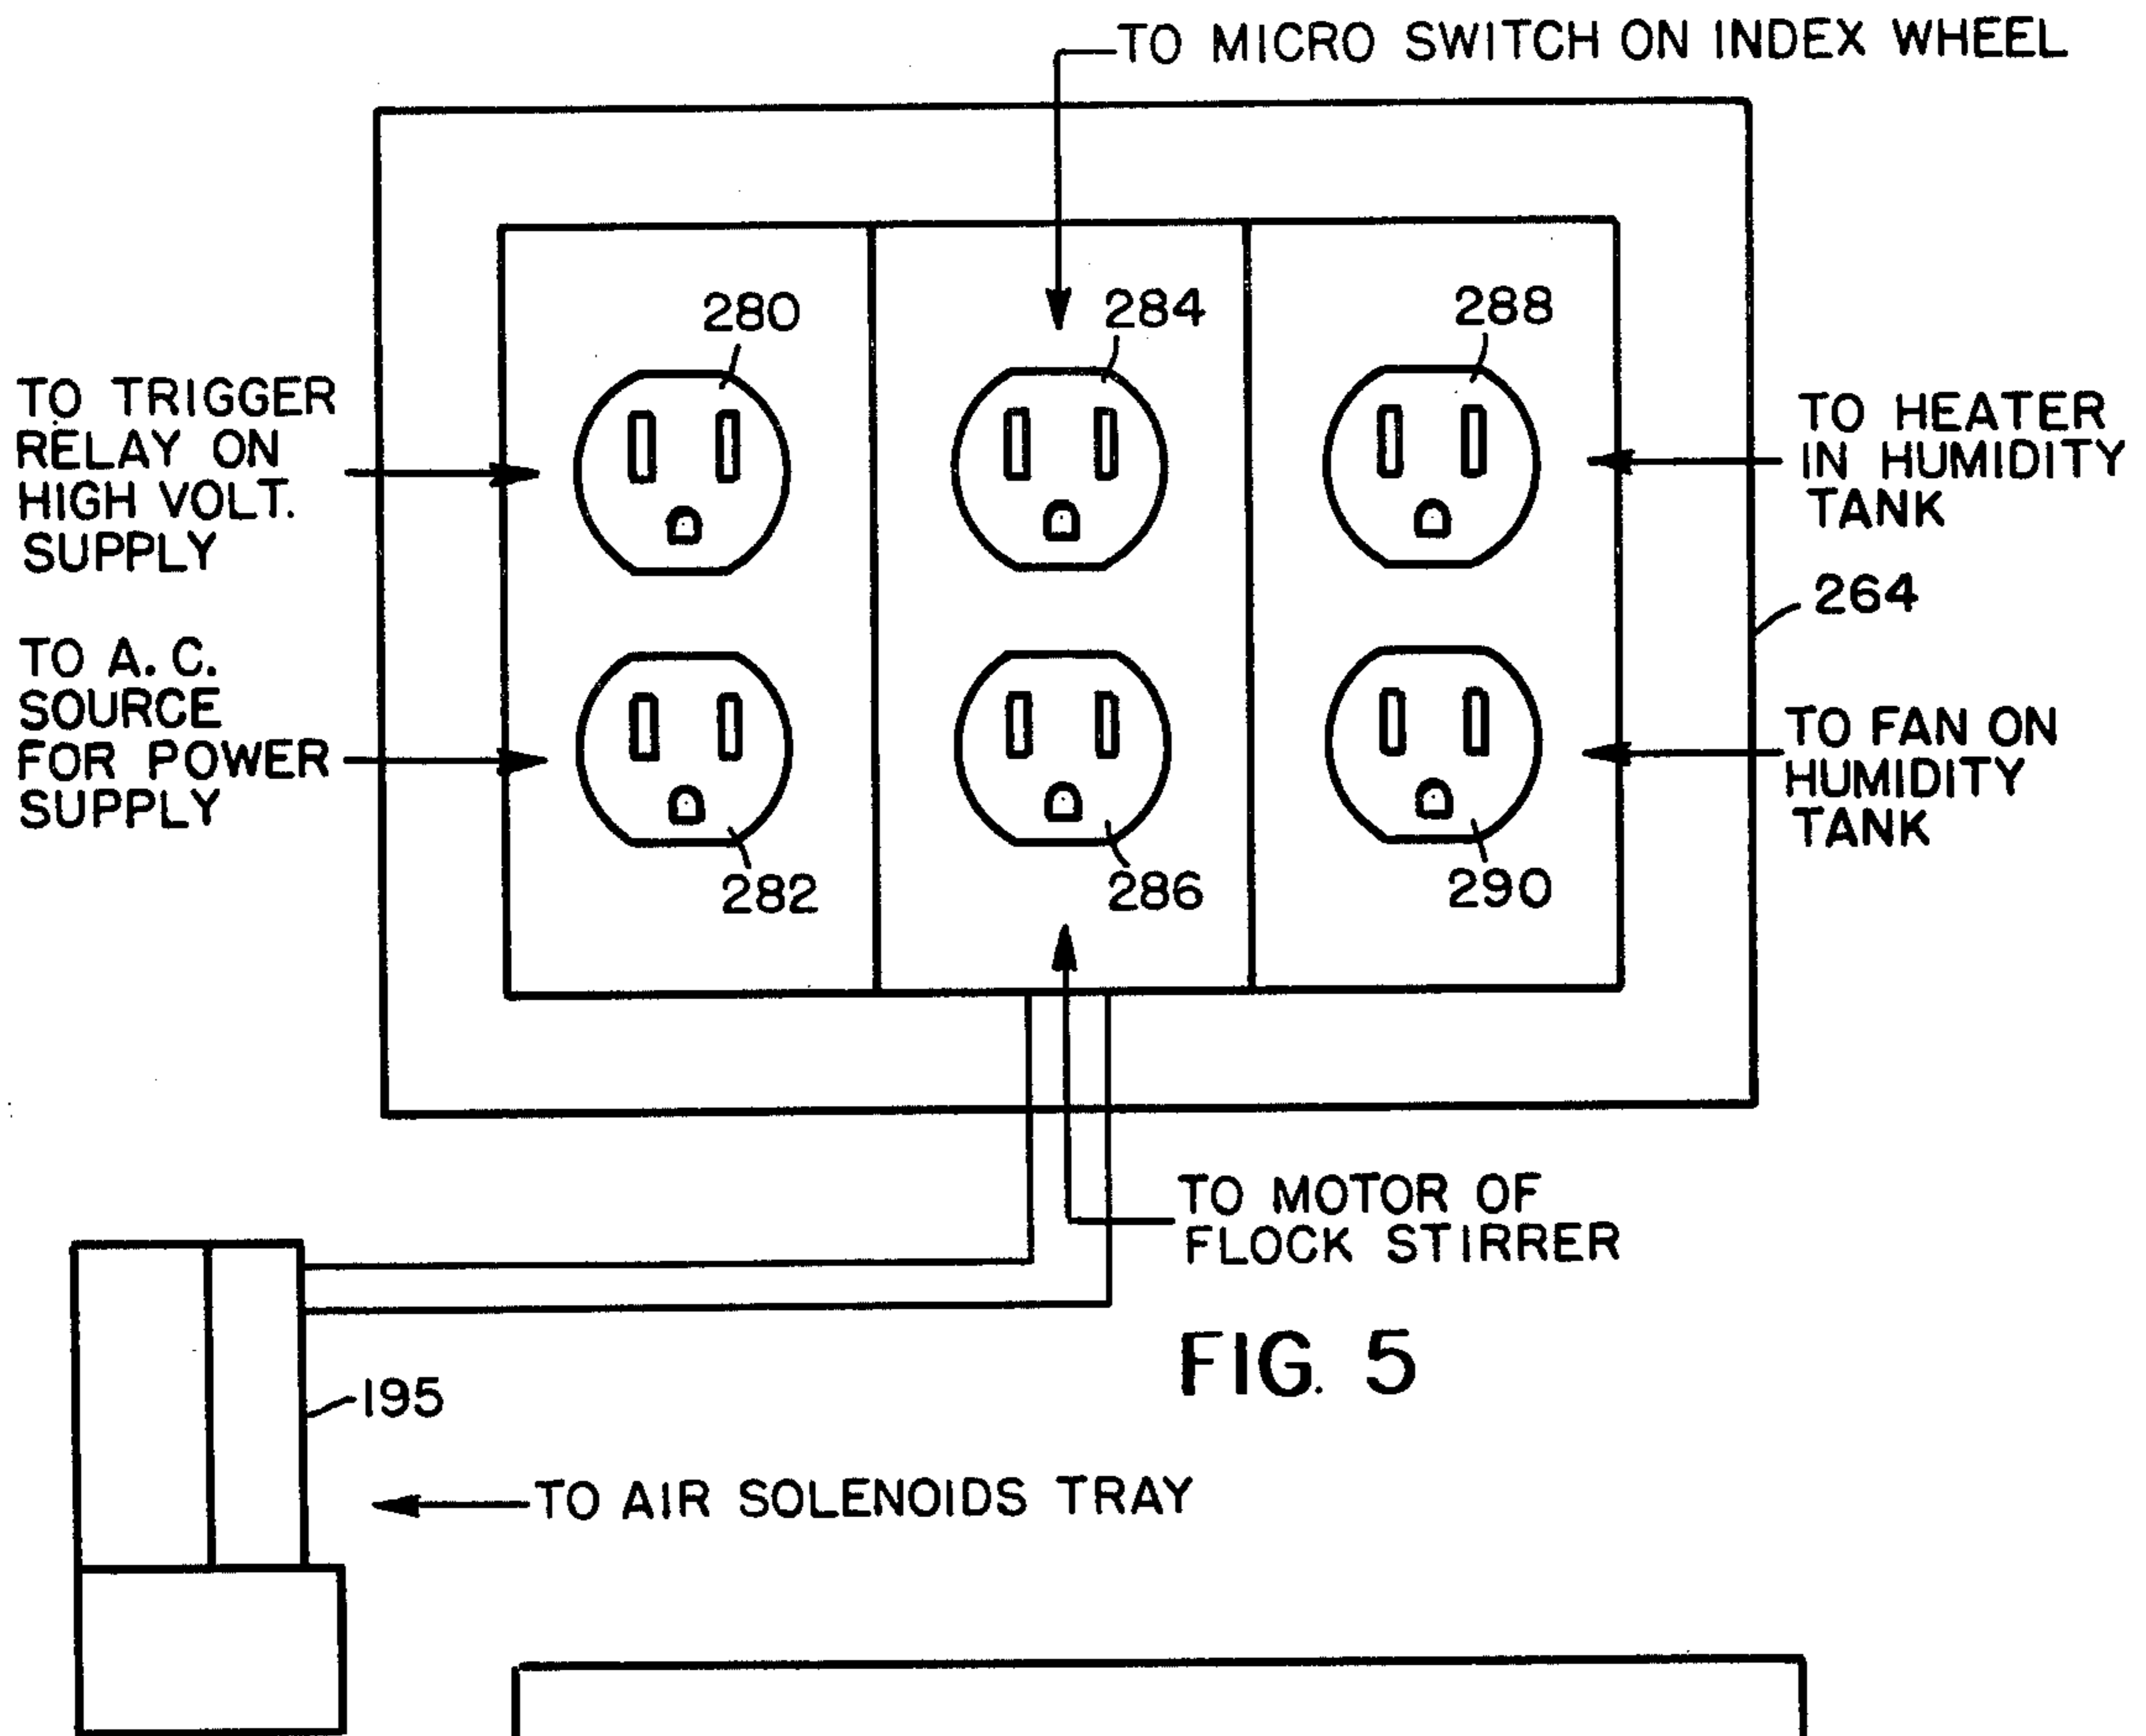 TO MICRO SWITCH ON INDEX WHEEL
280
284
288
TO TRIGGER
RELAY ON
HIGH VOLT.
SUPPLY
TO HEATER
IN HUMIDITY
TANK
264
TO A.C.
SOURCE
FOR POWER
SUPPLY
TO FAN ON
HUMIDITY
TANK
282
286
290
TO MOTOR OF
FLOCK STIRRER
FIG. 5
195
TO AIR SOLENOIDS TRAY